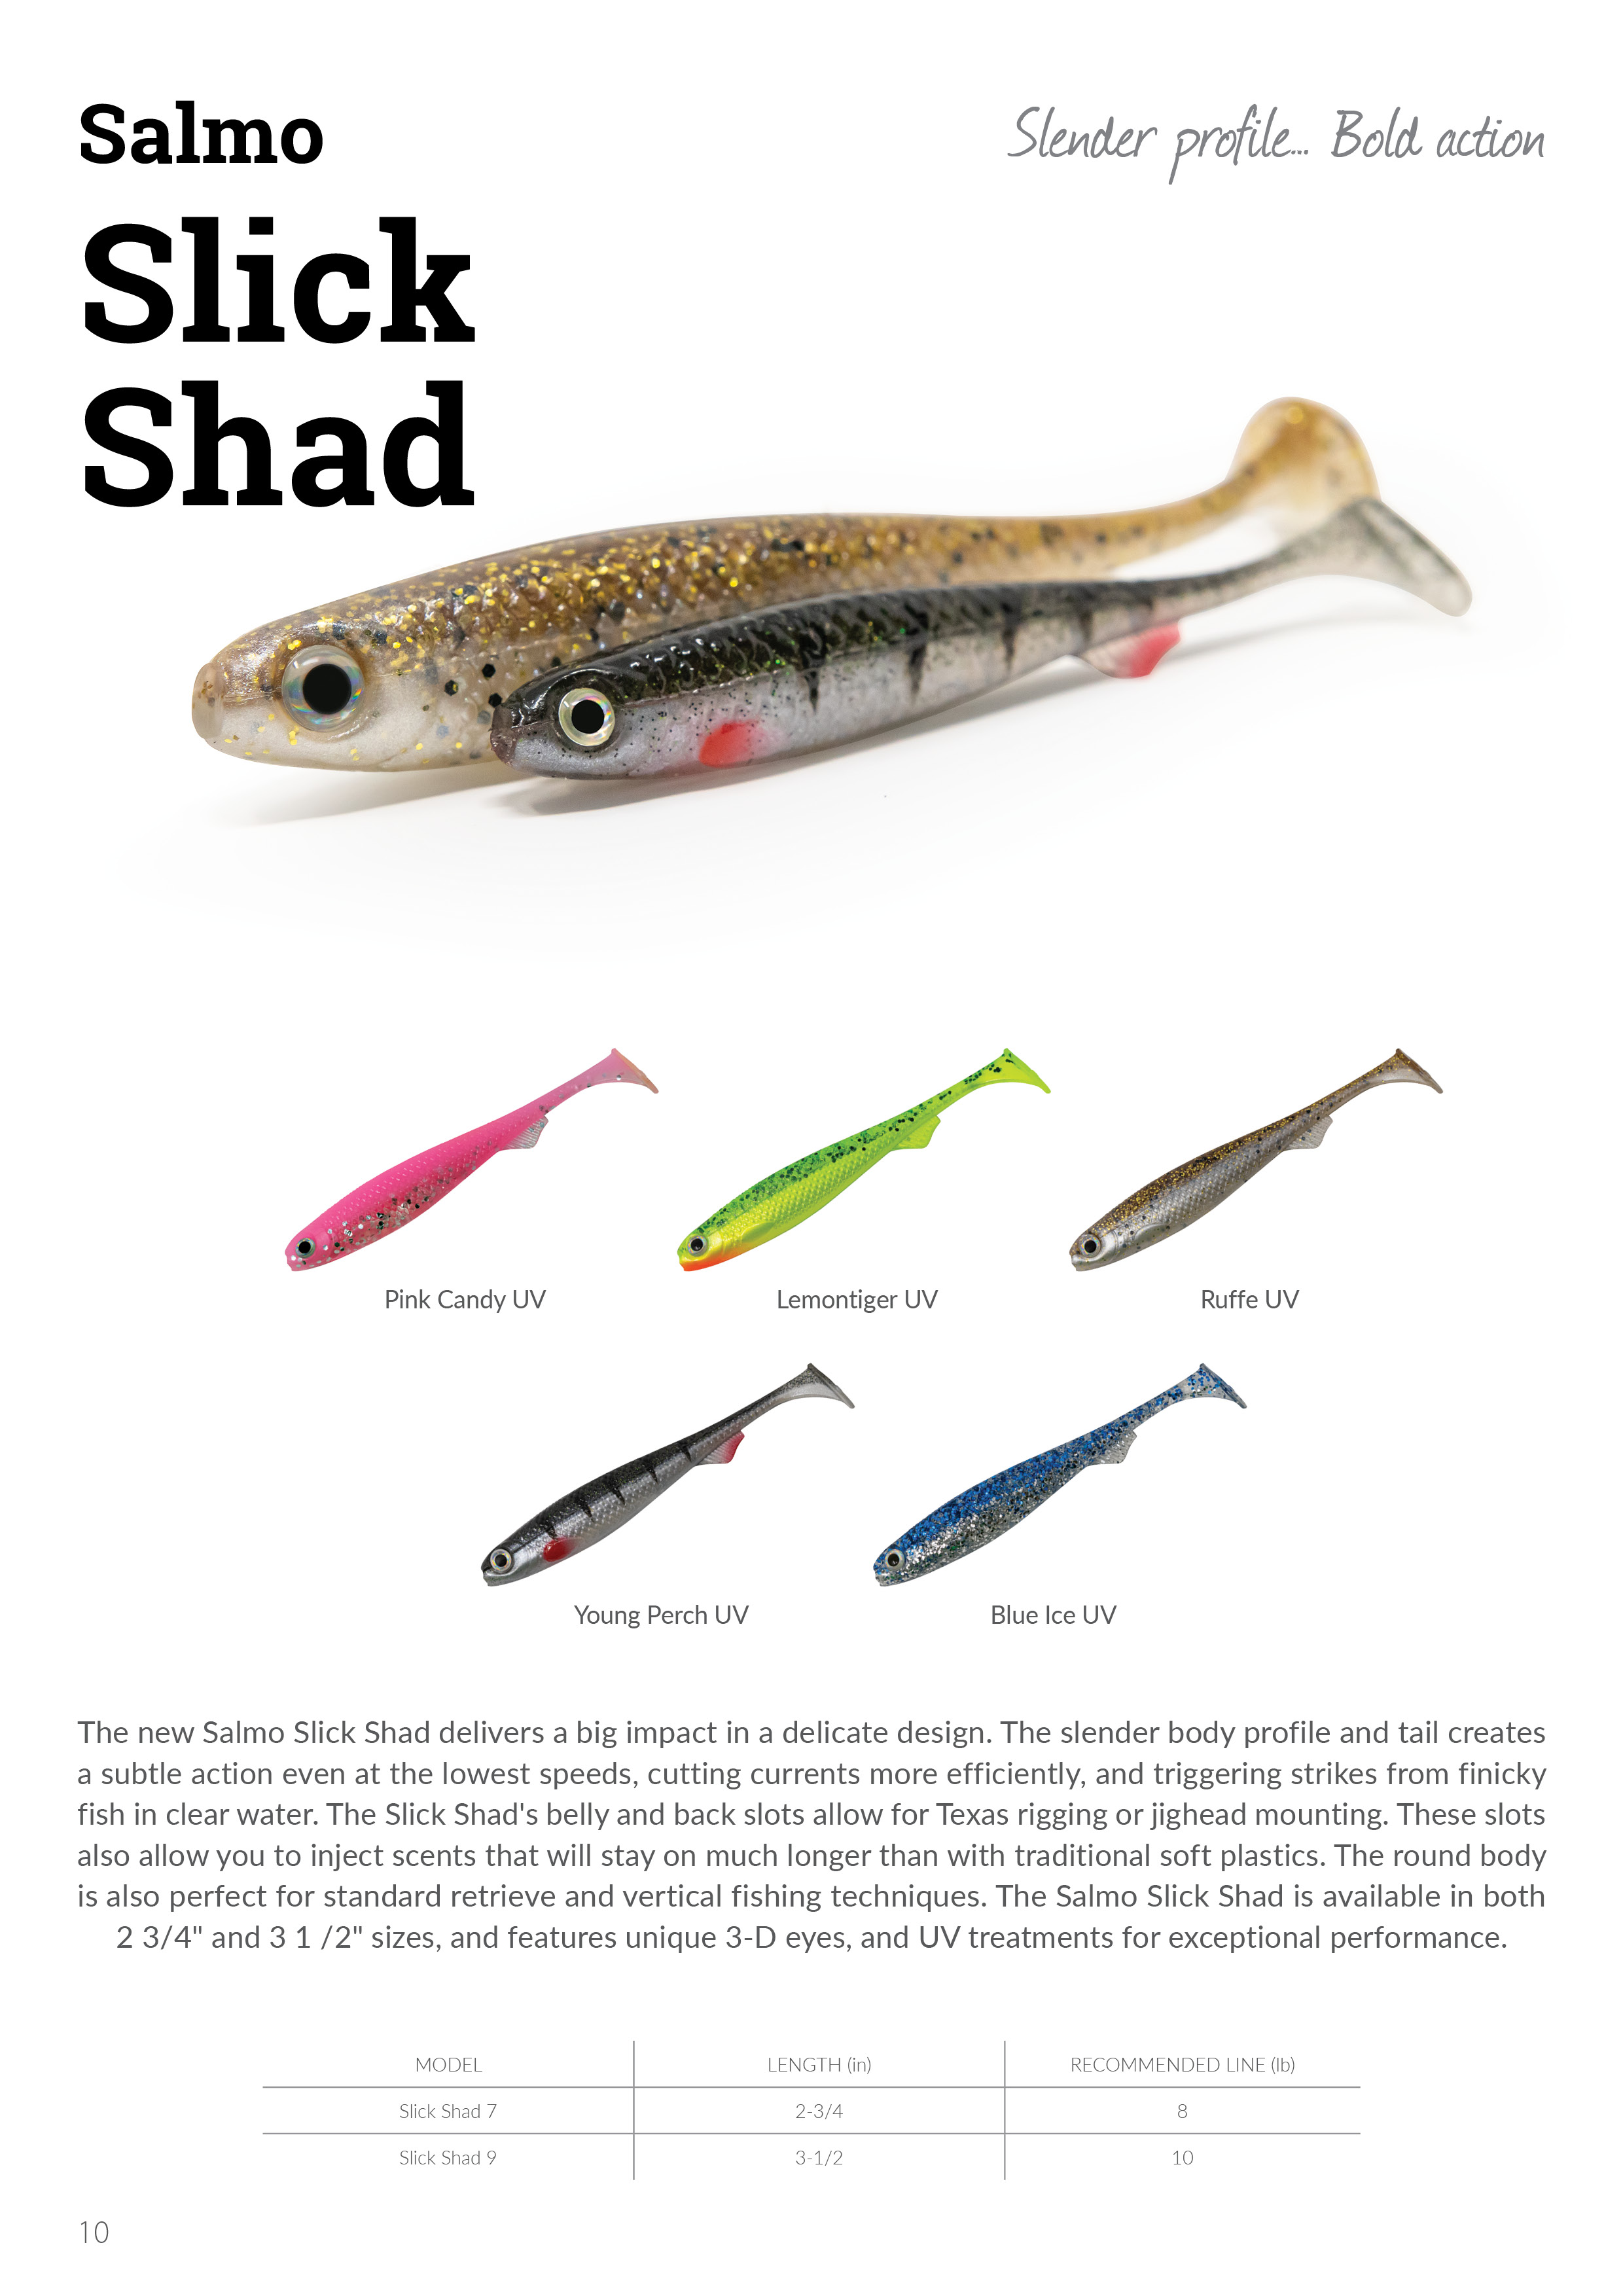 Salmo
Slender profile... Bold action
Slick
Shad
Pink Candy UV
Lemontiger UV
Ruffe UV
Young Perch UV
Blue Ice UV
The new Salmo Slick Shad delivers a big impact in a delicate design. The slender body profile and tail creates
a subtle action even at the lowest speeds, cutting currents more efficiently, and triggering strikes from finicky
fish in clear water. The Slick Shad's belly and back slots allow for Texas rigging or jighead mounting. These slots
also allow you to inject scents that will stay on much longer than with traditional soft plastics. The round body
is also perfect for standard retrieve and vertical fishing techniques. The Salmo Slick Shad is available in both
2 3/4" and 3 1 /2" sizes, and features unique 3-D eyes, and UV treatments for exceptional performance.
MODEL LENGTH (in) RECOMMENDED LINE (lb)
Slick Shad 7 2-3/4 8
Slick Shad 9 3-1/2 10
10